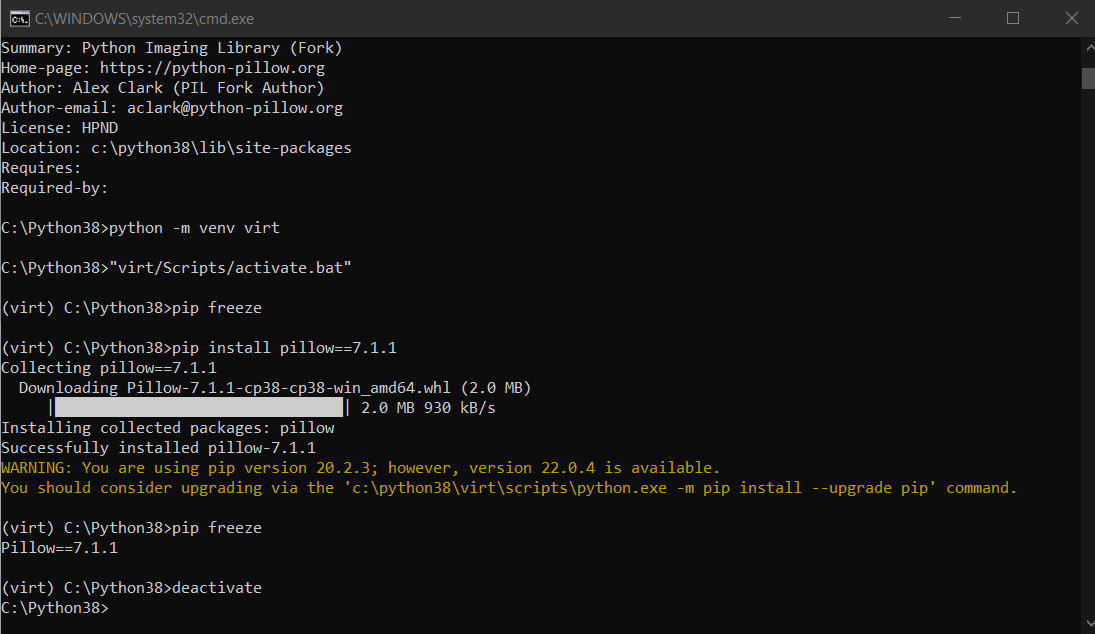 C:\WINDOWS\system32\cmd.exe
Summary: Python Imaging Library (Fork)
Home-page: https://python-pillow.org
Author: Alex Clark (PIL Fork Author)
Author-email: aclark@python-pillow.org
License: HPND
Location: c:\python38\lib\site-packages
Requires:
Required-by:
C:\Python38>python -m venv virt
C:\Python38>"virt/Scripts/activate.bat"
(virt) C:\Python38>pip freeze
(virt) C:\Python38>pip install pillow==7.1.1
Collecting pillow==7.1.1
  Downloading Pillow-7.1.1-cp38-cp38-win_amd64.whl (2.0 MB)
     |████████████████████████████████| 2.0 MB 930 kB/s
Installing collected packages: pillow
Successfully installed pillow-7.1.1
WARNING: You are using pip version 20.2.3; however, version 22.0.4 is available.
You should consider upgrading via the 'c:\python38\virt\scripts\python.exe -m pip install --upgrade pip' command.
(virt) C:\Python38>pip freeze
Pillow==7.1.1
(virt) C:\Python38>deactivate
C:\Python38>